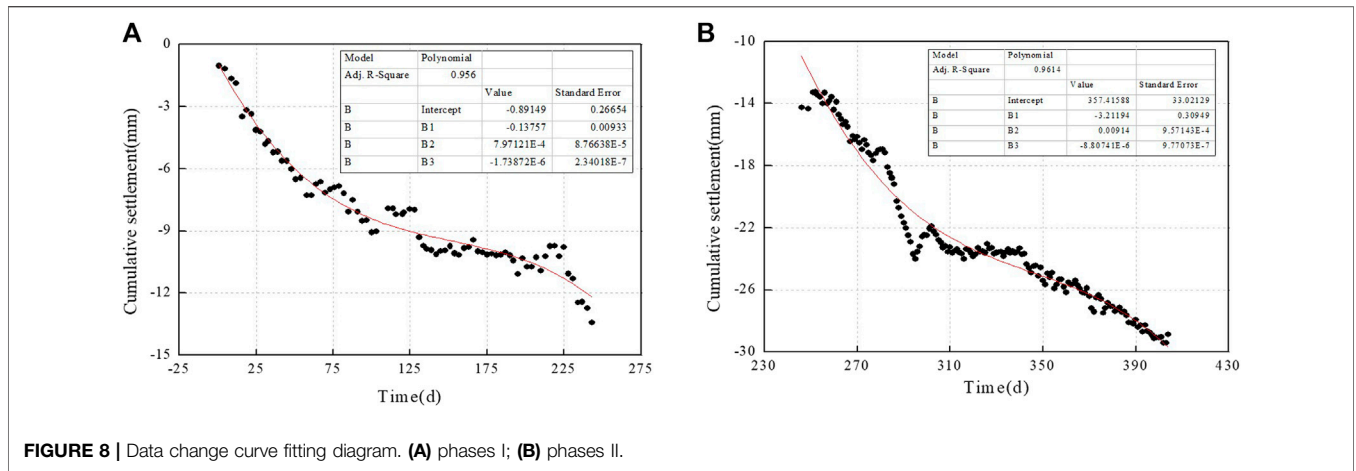 A
0
-3
-6
-9
-12
-15
Cumulative settlement(mm)
-25 25 75 125 175 225 275
Time(d)
Model Polynomial
Adj. R-Square 0.956
Value Standard Error
B Intercept -0.89149 0.26654
B B1 -0.13757 0.00933
B B2 7.97121E-4 8.76638E-5
B B3 -1.73872E-6 2.34018E-7
B
-10
-14
-18
-22
-26
-30
Cumulative settlement(mm)
230 270 310 350 390 430
Time(d)
Model Polynomial
Adj. R-Square 0.9614
Value Standard Error
B Intercept 357.41588 33.02129
B B1 -3.21194 0.30949
B B2 0.00914 9.57143E-4
B B3 -8.80741E-6 9.77073E-7
FIGURE 8 | Data change curve fitting diagram. (A) phases I; (B) phases II.